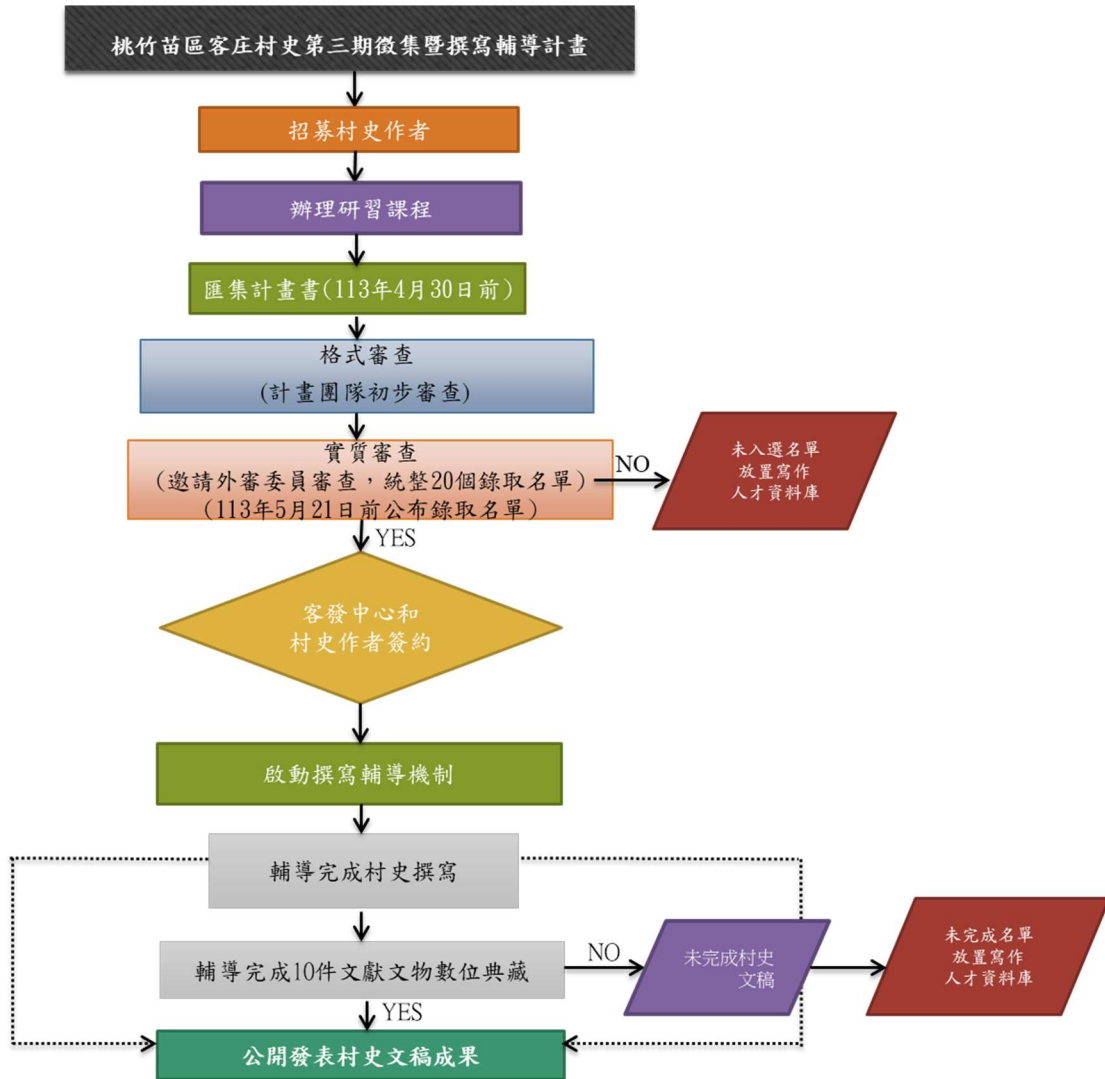 桃竹苗區客庄村史第三期徵集暨撰寫輔導計畫
招募村史作者
辦理研習課程
匯集計畫書(113年4月30日前)
格式審查
(計畫團隊初步審查)
實質審查
(邀請外審委員審查，統整20個錄取名單)
(113年5月21日前公布錄取名單)
NO
未入選名單
放置寫作
人才資料庫
YES
客發中心和
村史作者簽約
啟動撰寫輔導機制
輔導完成村史撰寫
輔導完成10件文獻文物數位典藏
NO
未完成村史
文稿
未完成名單
放置寫作
人才資料庫
YES
公開發表村史文稿成果